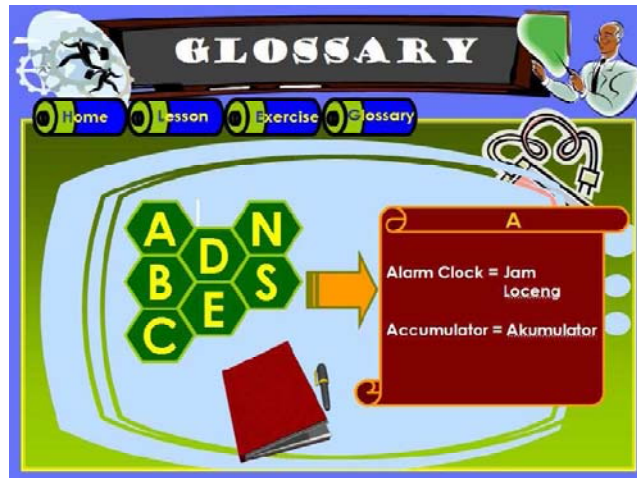 GLOSSARY
Home Lesson Exercise Glossary
A
B
C
D
E
N
S
A
Alarm Clock = Jam
Loceng
Accumulator = Akumulator